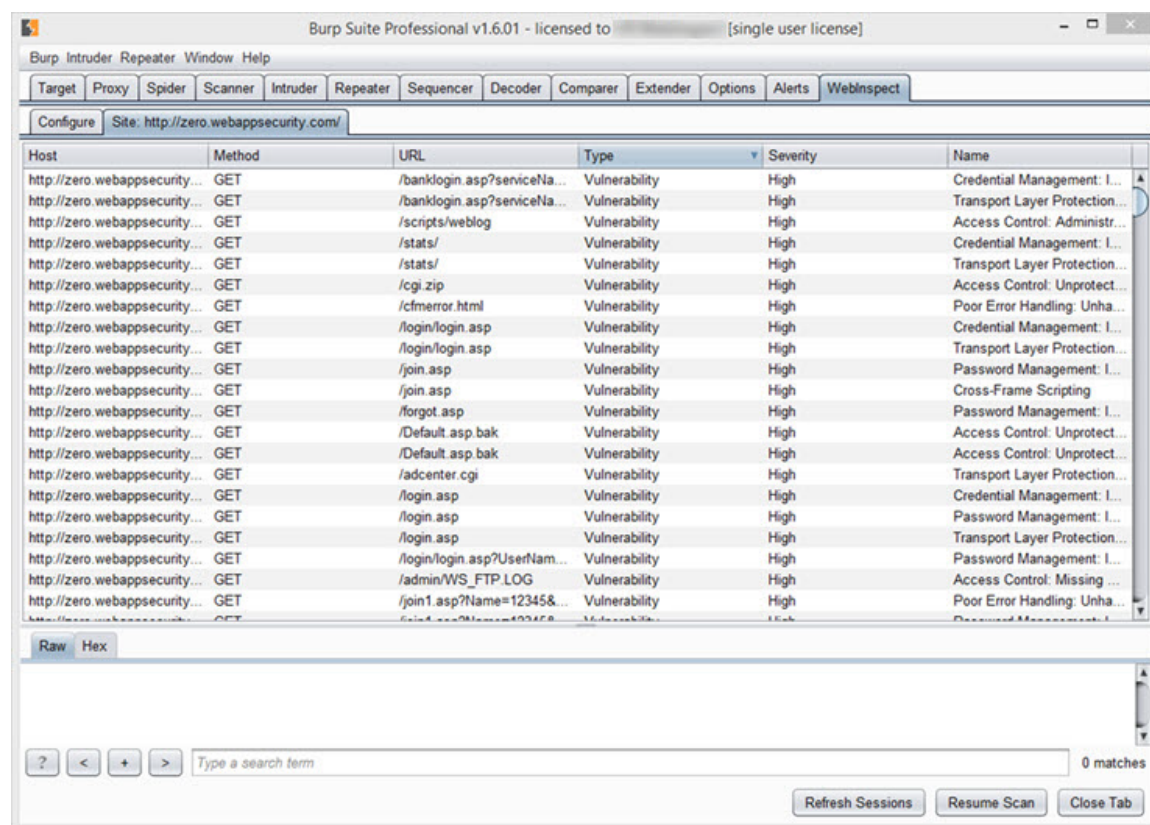 Burp Suite Professional v1.6.01 - licensed to [single user license]
Burp Intruder Repeater Window Help
Target Proxy Spider Scanner Intruder Repeater Sequencer Decoder Comparer Extender Options Alerts WebInspect
Configure Site: http://zero.webappsecurity.com/
Host Method URL Type Severity Name
http://zero.webappsecurity... GET /banklogin.asp?serviceNa... Vulnerability High Credential Management: I...
http://zero.webappsecurity... GET /banklogin.asp?serviceNa... Vulnerability High Transport Layer Protection...
http://zero.webappsecurity... GET /scripts/weblog Vulnerability High Access Control: Administr...
http://zero.webappsecurity... GET /stats/ Vulnerability High Credential Management: I...
http://zero.webappsecurity... GET /stats/ Vulnerability High Transport Layer Protection...
http://zero.webappsecurity... GET /cgi.zip Vulnerability High Access Control: Unprotect...
http://zero.webappsecurity... GET /cfmerror.html Vulnerability High Poor Error Handling: Unha...
http://zero.webappsecurity... GET /login/login.asp Vulnerability High Credential Management: I...
http://zero.webappsecurity... GET /login/login.asp Vulnerability High Transport Layer Protection...
http://zero.webappsecurity... GET /join.asp Vulnerability High Password Management: I...
http://zero.webappsecurity... GET /join.asp Vulnerability High Cross-Frame Scripting
http://zero.webappsecurity... GET /forgot.asp Vulnerability High Password Management: I...
http://zero.webappsecurity... GET /Default.asp.bak Vulnerability High Access Control: Unprotect...
http://zero.webappsecurity... GET /Default.asp.bak Vulnerability High Access Control: Unprotect...
http://zero.webappsecurity... GET /adcenter.cgi Vulnerability High Transport Layer Protection...
http://zero.webappsecurity... GET /login.asp Vulnerability High Credential Management: I...
http://zero.webappsecurity... GET /login.asp Vulnerability High Password Management: I...
http://zero.webappsecurity... GET /login.asp Vulnerability High Transport Layer Protection...
http://zero.webappsecurity... GET /login/login.asp?UserNam... Vulnerability High Password Management: I...
http://zero.webappsecurity... GET /admin/WS_FTP.LOG Vulnerability High Access Control: Missing ...
http://zero.webappsecurity... GET /join1.asp?Name=12345&... Vulnerability High Poor Error Handling: Unha...
Raw Hex
? < + > Type a search term 0 matches
Refresh Sessions Resume Scan Close Tab